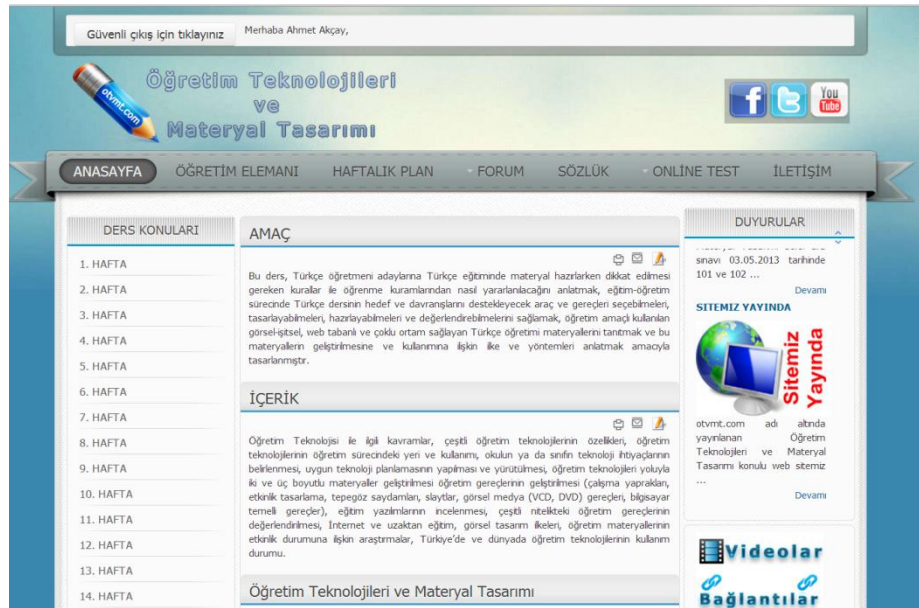 Güvenli çıkış için tıklayınız
Merhaba Ahmet Akçay,
otvmt.com
Öğretim Teknolojileri
ve
Materyal Tasarımı
You
Tube
ANASAYFA
ÖĞRETİM ELEMANI
HAFTALIK PLAN
FORUM
SÖZLÜK
ONLİNE TEST
İLETİŞİM
DERS KONULARI
1. HAFTA
2. HAFTA
3. HAFTA
4. HAFTA
5. HAFTA
6. HAFTA
7. HAFTA
8. HAFTA
9. HAFTA
10. HAFTA
11. HAFTA
12. HAFTA
13. HAFTA
14. HAFTA
AMAÇ
Bu ders, Türkçe öğretmeni adaylarına Türkçe eğitiminde materyal hazırlarken dikkat edilmesi
gereken kurallar ile öğrenme kuramlarından nasıl yararlanılacağını anlatmak, eğitim-öğretim
sürecinde Türkçe dersinin hedef ve davranışlarını destekleyecek araç ve gereçleri seçebilmeleri,
tasarlayabilmeleri, hazırlayabilmeleri ve değerlendirebilmelerini sağlamak, öğretim amaçlı kullanılan
görsel-işitsel, web tabanlı ve çoklu ortam sağlayan Türkçe öğretimi materyallerini tanıtmak ve bu
materyallerin geliştirilmesine ve kullanımına ilişkin ilke ve yöntemleri anlatmak amacıyla
tasarlanmıştır.
İÇERİK
Öğretim Teknolojisi ile ilgili kavramlar, çeşitli öğretim teknolojilerinin özellikleri, öğretim
teknolojilerinin öğretim sürecindeki yeri ve kullanımı, okulun ya da sınıfın teknoloji ihtiyaçlarının
belirlenmesi, uygun teknoloji planlamasının yapılması ve yürütülmesi, öğretim teknolojileri yoluyla
iki ve üç boyutlu materyaller geliştirilmesi öğretim gereçlerinin geliştirilmesi (çalışma yaprakları,
etkinlik tasarlama, tepegöz saydamları, slaytlar, görsel medya (VCD, DVD) gereçleri, bilgisayar
temelli gereçler), eğitim yazılımlarının incelenmesi, çeşitli nitelikteki öğretim gereçlerinin
değerlendirilmesi, İnternet ve uzaktan eğitim, görsel tasarım ilkeleri, öğretim materyallerinin
etkinlik durumuna ilişkin araştırmalar, Türkiye'de ve dünyada öğretim teknolojilerinin kullanım
durumu.
Öğretim Teknolojileri ve Materyal Tasarımı
DUYURULAR
sınavı 03.05.2013 tarihinde
101 ve 102 ...
Devamı
SITEMIZ YAYINDA
Sitemiz
Yayında
otvmt.com adı altında
yayınlanan Öğretim
Teknolojileri ve Materyal
Tasarımı konulu web sitemiz
...
Devamı
Videolar
Bağlantılar